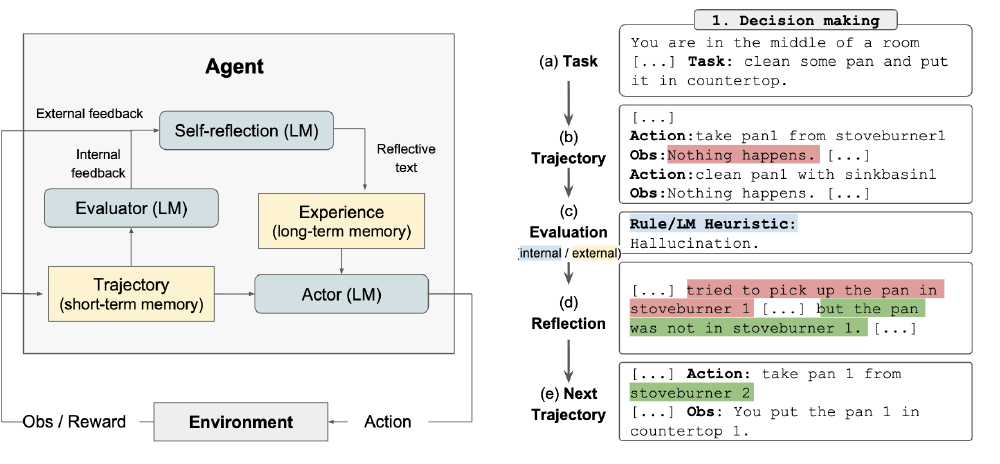 Agent
External feedback
Self-reflection (LM)
Internal
feedback
Reflective
text
Evaluator (LM)
Experience
(long-term memory)
Trajectory
(short-term memory)
Actor (LM)
Obs / Reward
Environment
Action
1. Decision making
(a) Task
You are in the middle of a room
[...] Task: clean some pan and put
it in countertop.
(b)
Trajectory
[...]
Action:take pan1 from stoveburner1
Obs:Nothing happens. [...]
Action:clean pan1 with sinkbasin1
Obs:Nothing happens. [...]
(c)
Evaluation
(internal / external)
Rule/LM Heuristic:
Hallucination.
(d)
Reflection
[...] tried to pick up the pan in
stoveburner 1 [...] but the pan
was not in stoveburner 1. [...]
(e) Next
Trajectory
[...] Action: take pan 1 from
stoveburner 2
[...] Obs: You put the pan 1 in
countertop 1.